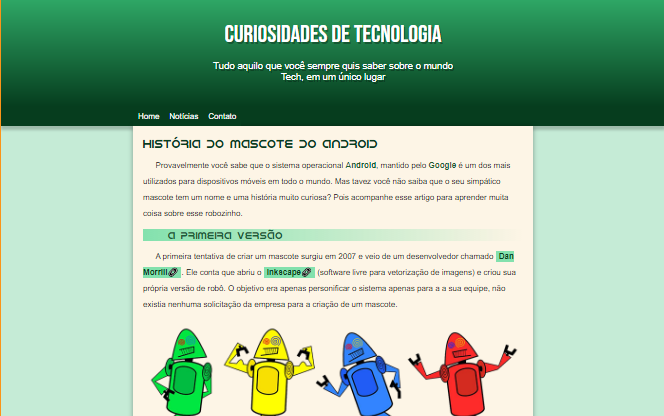 CURIOSIDADES DE TECNOLOGIA
Tudo aquilo que você sempre quis saber sobre o mundo
Tech, em um único lugar
Home Notícias Contato
HISTÓRIA DO MASCOTE DO ANDROID
Provavelmente você sabe que o sistema operacional Android, mantido pelo Google é um dos mais
utilizados para dispositivos móveis em todo o mundo. Mas tavez você não saiba que o seu simpático
mascote tem um nome e uma história muito curiosa? Pois acompanhe esse artigo para aprender muita
coisa sobre esse robozinho.
A PRIMEIRA VERSÃO
A primeira tentativa de criar um mascote surgiu em 2007 e veio de um desenvolvedor chamado Dan
Morrill. Ele conta que abriu o Inkscape (software livre para vetorização de imagens) e criou sua
própria versão de robô. O objetivo era apenas personificar o sistema apenas para a a sua equipe, não
existia nenhuma solicitação da empresa para a criação de um mascote.